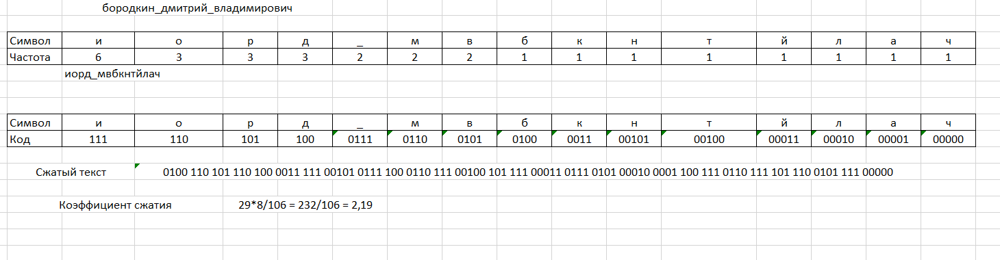 бородкин_дмитрий_владимирович
Символ и о р д _ м в б к н т й л а ч
Частота 6 3 3 3 2 2 2 1 1 1 1 1 1 1 1
иорд_мвбкнтйлач
Символ и о р д _ м в б к н т й л а ч
Код 111 110 101 100 0111 0110 0101 0100 0011 00101 00100 00011 00010 00001 00000
Сжатый текст 0100 110 101 110 100 0011 111 00101 0111 100 0110 111 00100 101 111 00011 0111 0101 00010 0001 100 111 0110 111 101 110 0101 111 00000
Коэффициент сжатия 29*8/106 = 232/106 = 2,19